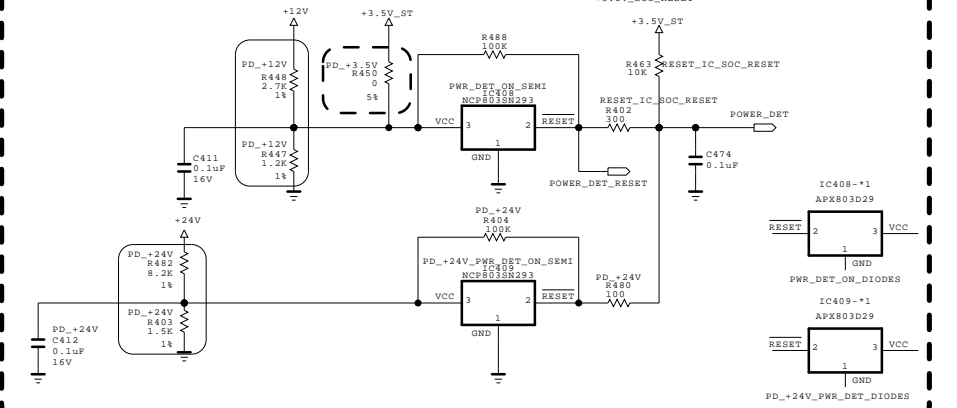 +12V
+3.5V_ST
+3.5V_ST
PD_+12V
R448
2.7K
1%
PD_+3.5V
R450
0
5%
R488
100K
R463
10K
RESET_IC_SOC_RESET
PWR_DET_ON_SEMI
IC408
NCP803SN293
RESET_IC_SOC_RESET
R402
300
POWER_DET
VCC
3
2
RESET
1
GND
PD_+12V
R447
1.2K
1%
C411
0.1uF
16V
C474
0.1uF
POWER_DET_RESET
IC408-*1
APX803D29
RESET
2
3
VCC
1
GND
PWR_DET_ON_DIODES
+24V
PD_+24V
R482
8.2K
1%
PD_+24V
R404
100K
PD_+24V_PWR_DET_ON_SEMI
IC409
NCP803SN293
PD_+24V
R480
100
VCC
3
2
RESET
1
GND
PD_+24V
R403
1.5K
1%
PD_+24V
C412
0.1uF
16V
IC409-*1
APX803D29
RESET
2
3
VCC
1
GND
PD_+24V_PWR_DET_DIODES